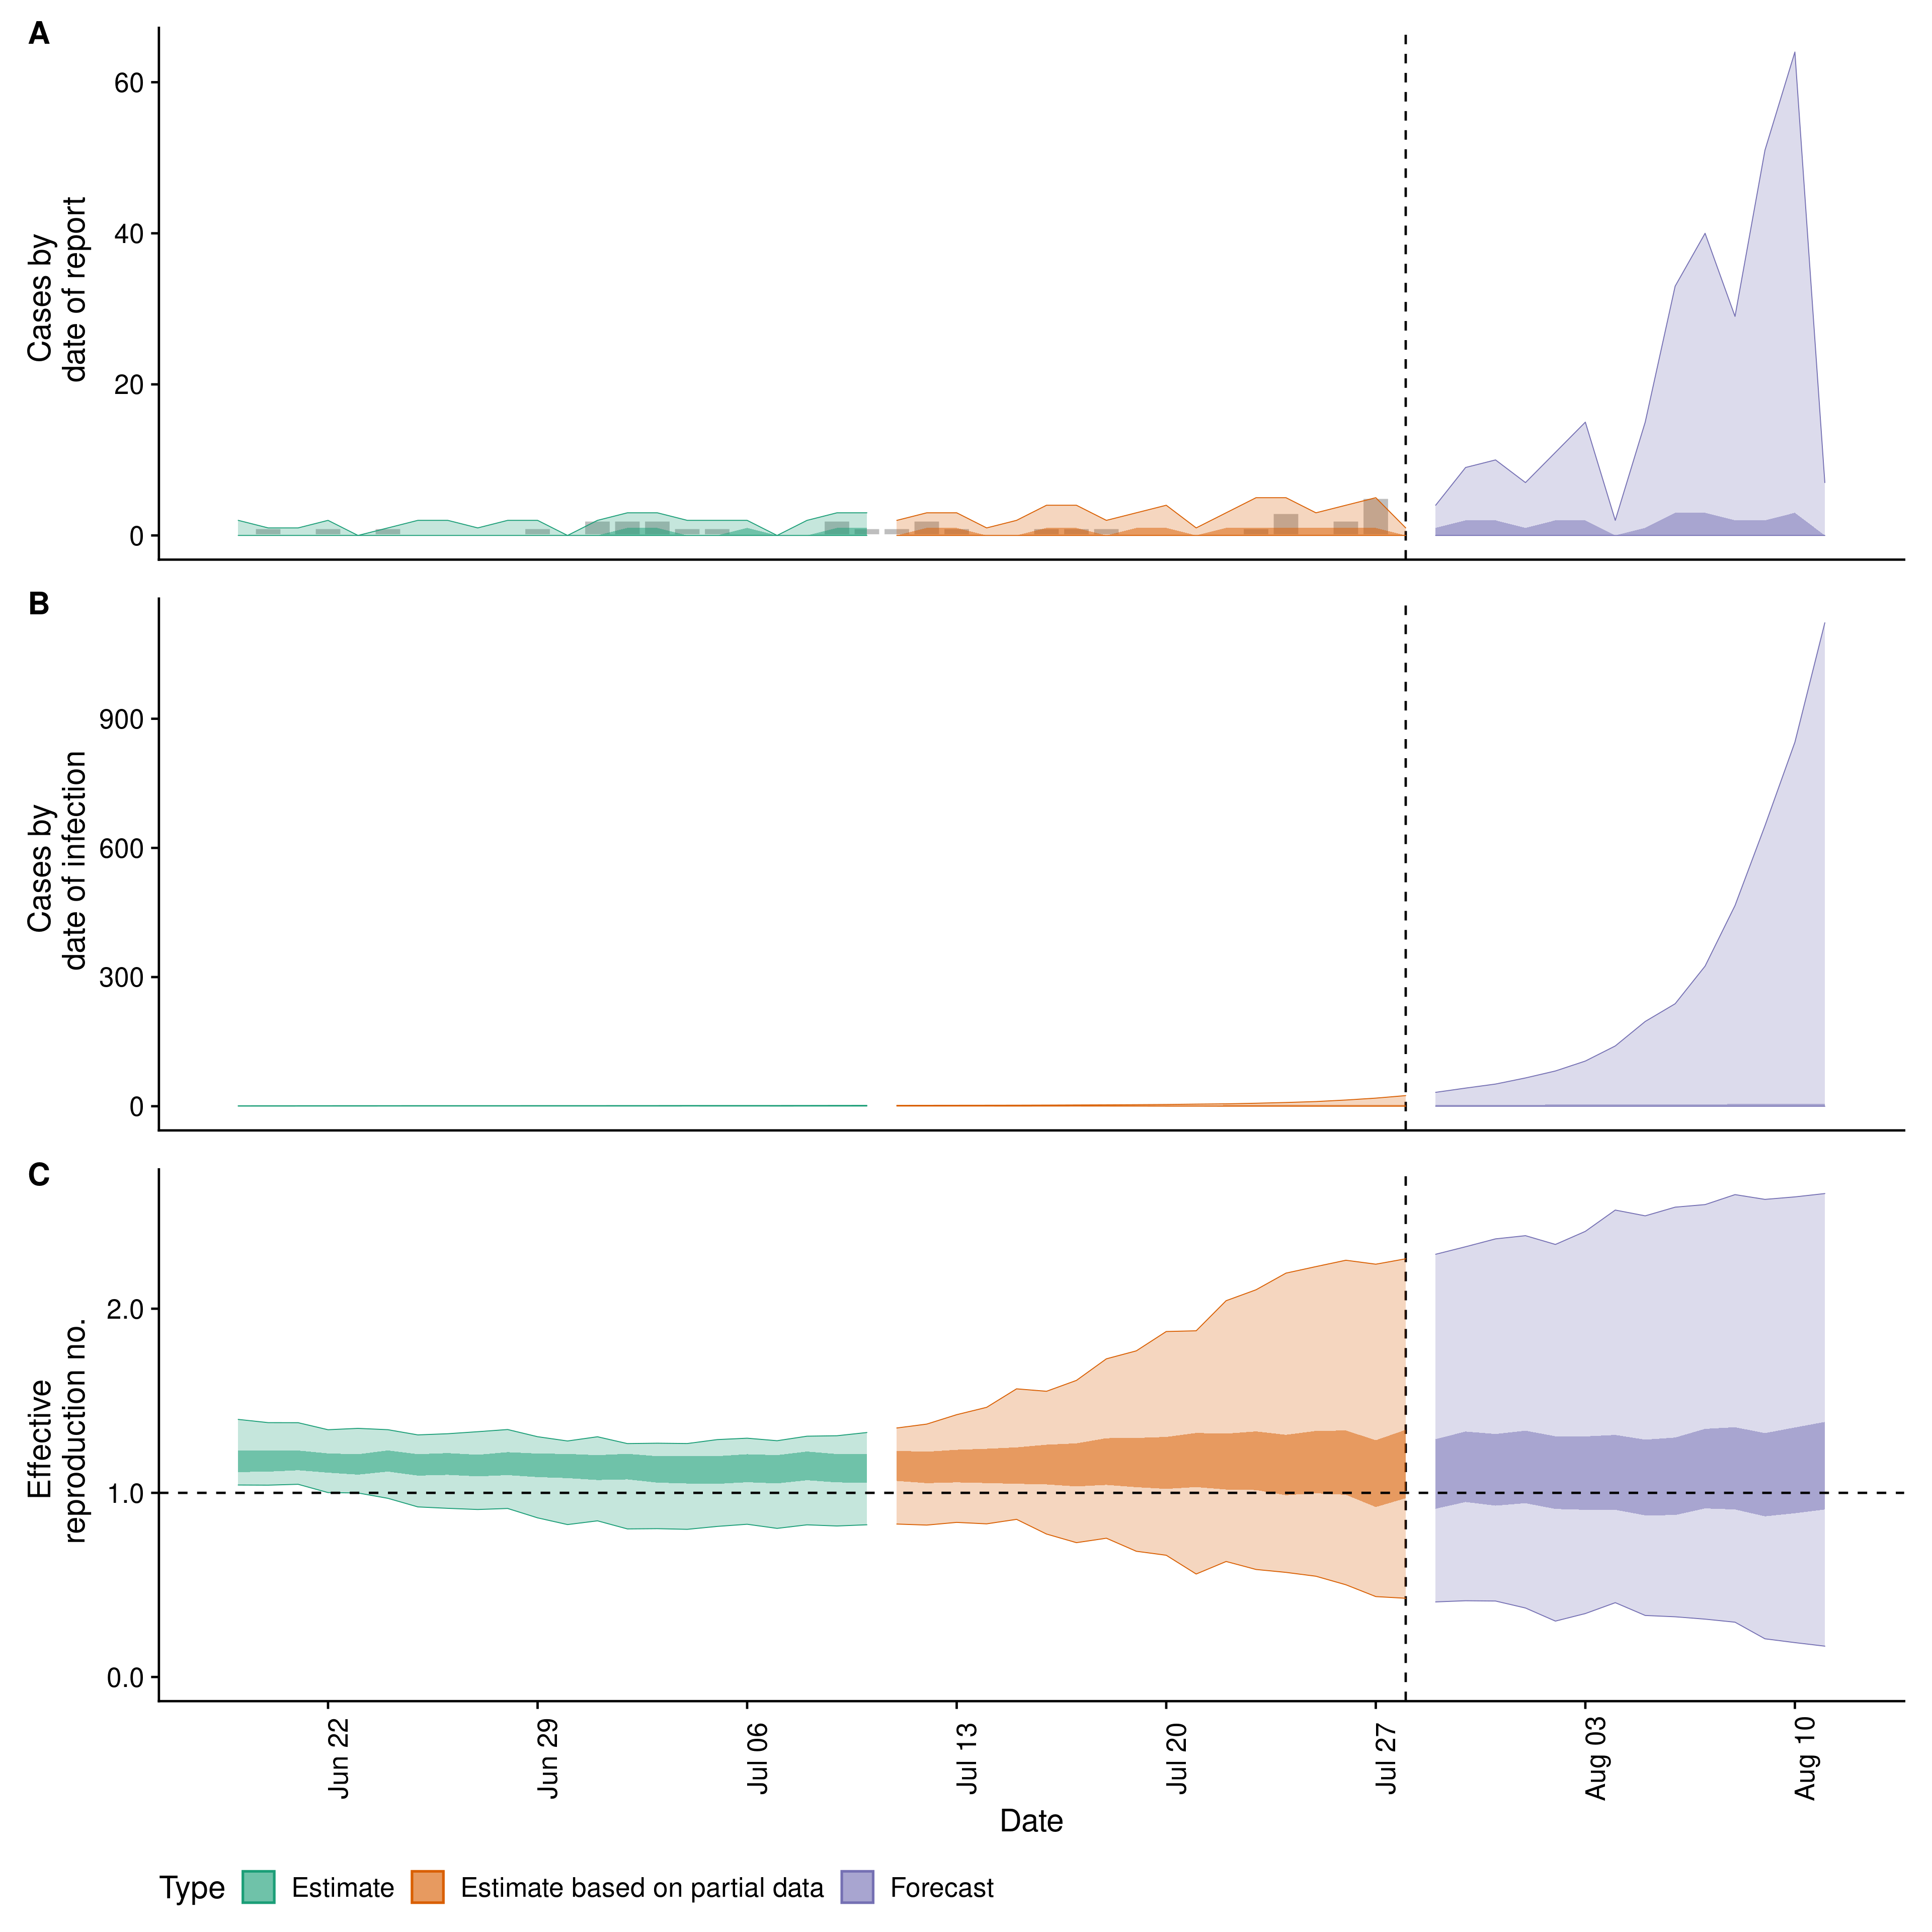 A
Cases by
date of report
60
40
20
0
B
Cases by
date of infection
900
600
300
0
C
Effective
reproduction no.
2.0
1.0
0.0
Jun 22
Jun 29
Jul 06
Jul 13
Jul 20
Jul 27
Aug 03
Aug 10
Date
Type Estimate Estimate based on partial data Forecast